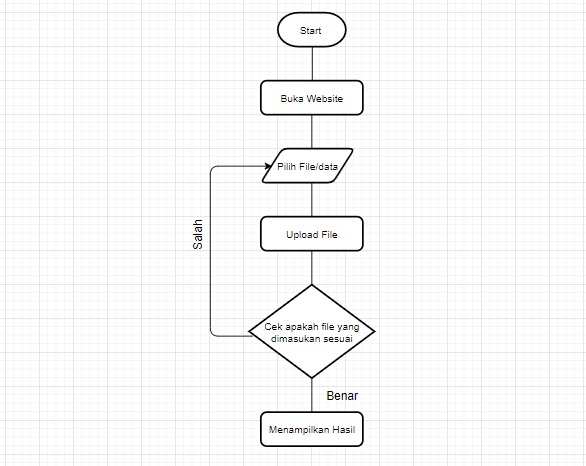 Start
Buka Website
Pilih File/data
Upload File
Salah
Cek apakah file yang
dimasukan sesuai
Benar
Menampilkan Hasil